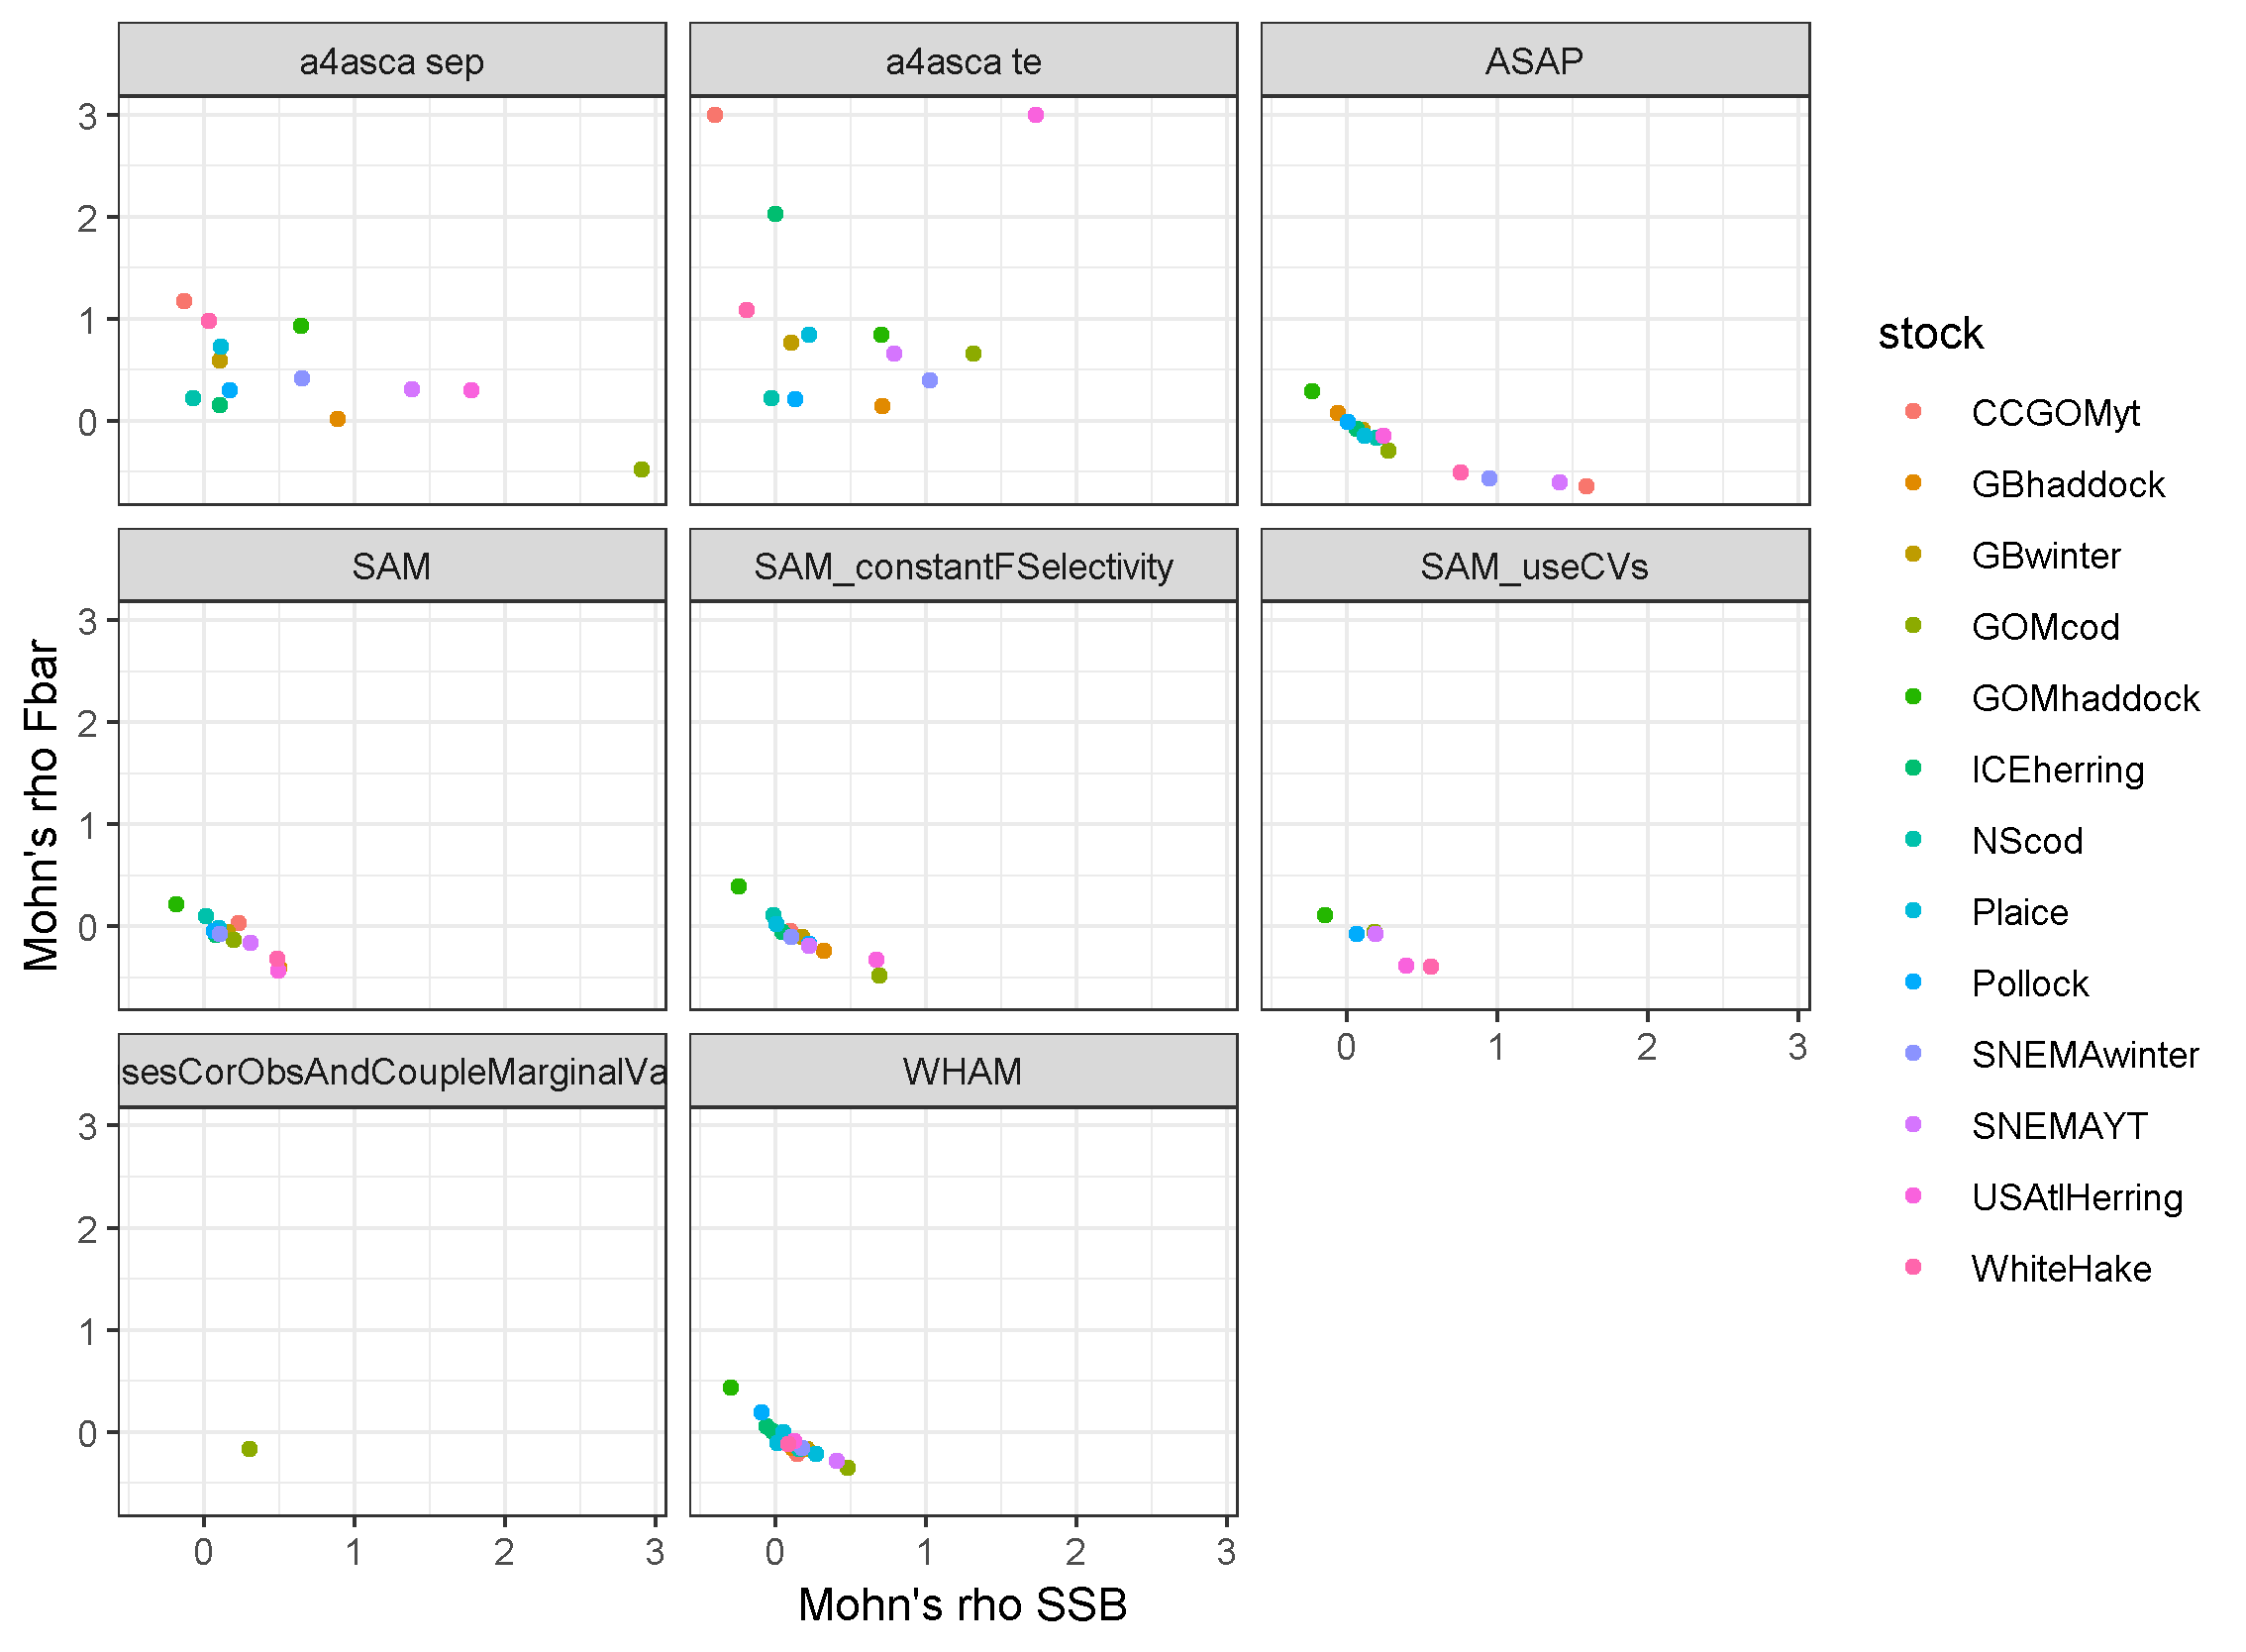 a4asca sep
a4asca te
ASAP
3
2
1
0
SAM
SAM_constantFSelectivity
SAM_useCVs
3
2
1
0
0 1 2 3
sesCorObsAndCoupleMarginalVa
WHAM
3
2
1
0
0 1 2 3
0 1 2 3
Mohn's rho SSB
Mohn's rho Fbar
stock
CCGOMyt
GBhaddock
GBwinter
GOMcod
GOMhaddock
ICEherring
NScod
Plaice
Pollock
SNEMAwinter
SNEMAYT
USAtlHerring
WhiteHake